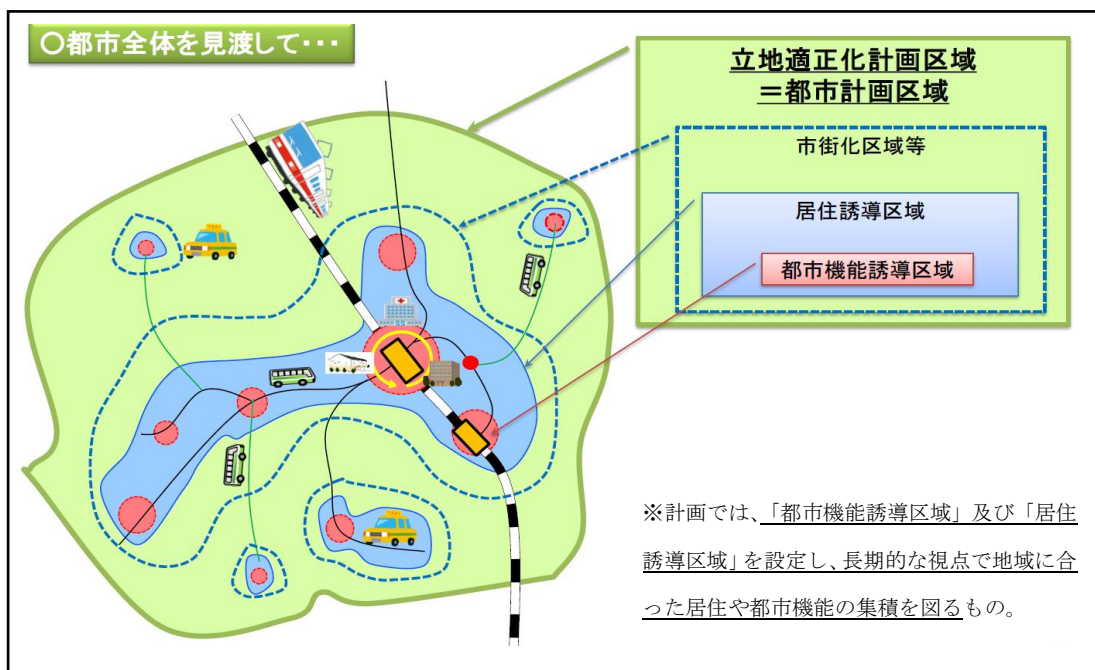 ○都市全体を見渡して・・・
立地適正化計画区域
＝都市計画区域
市街化区域等
居住誘導区域
都市機能誘導区域
TAXI
TAXI
※計画では、「都市機能誘導区域」及び「居住
誘導区域」を設定し、長期的な視点で地域に合
った居住や都市機能の集積を図るもの。